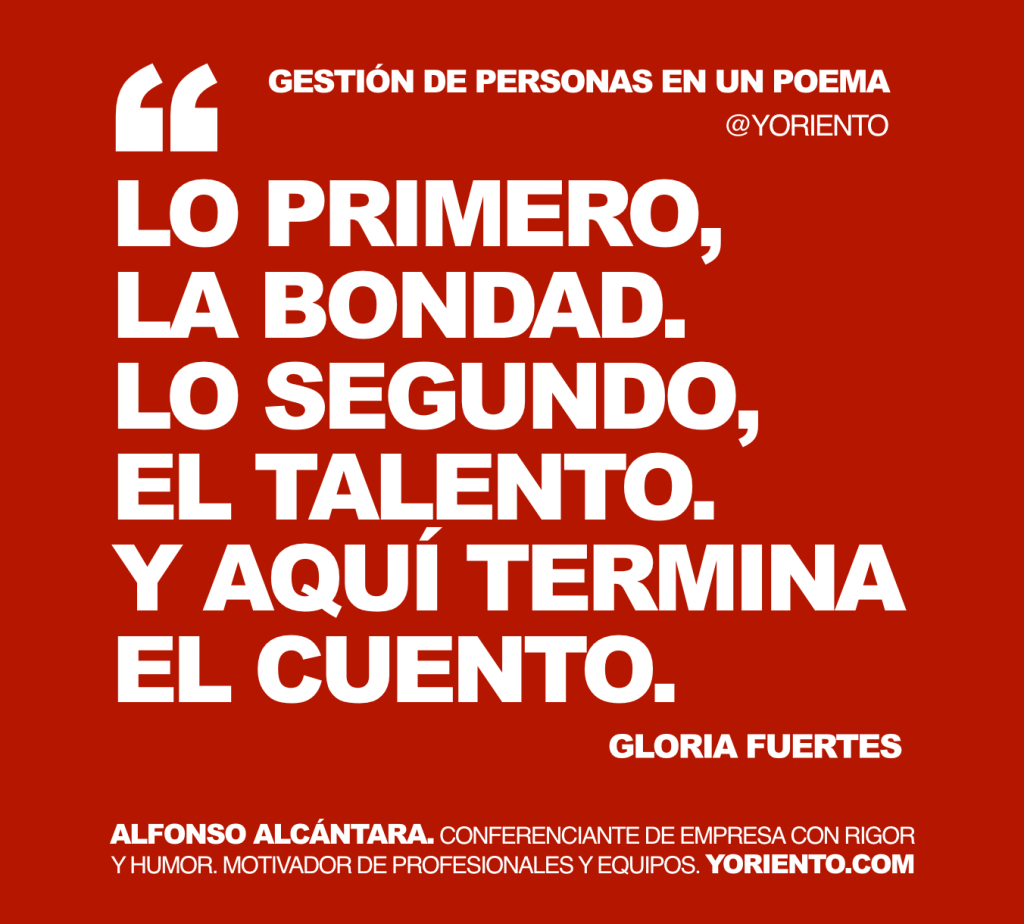 “
GESTIÓN DE PERSONAS EN UN POEMA
@YORIENTO
LO PRIMERO,
LA BONDAD.
LO SEGUNDO,
EL TALENTO.
Y AQUÍ TERMINA
EL CUENTO.
GLORIA FUERTES
ALFONSO ALCÁNTARA. CONFERENCIANTE DE EMPRESA CON RIGOR
Y HUMOR. MOTIVADOR DE PROFESIONALES Y EQUIPOS. YORIENTO.COM